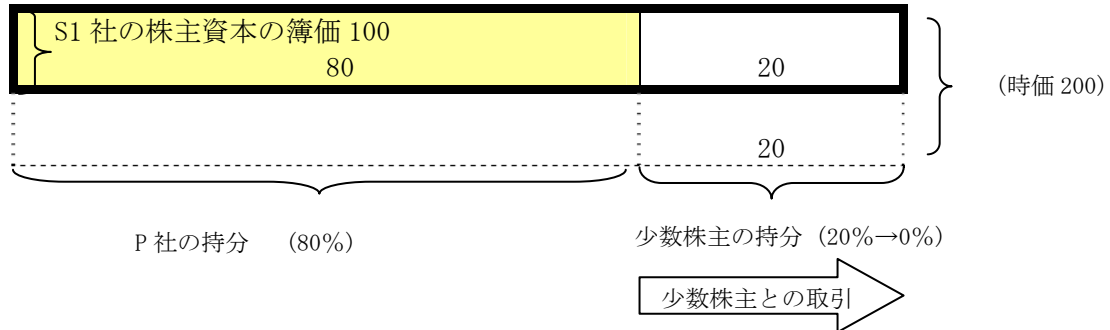 S1 社の株主資本の簿価 100
80
20
(時価 200)
20
P 社の持分 (80%)
少数株主の持分(20%→0%)
少数株主との取引